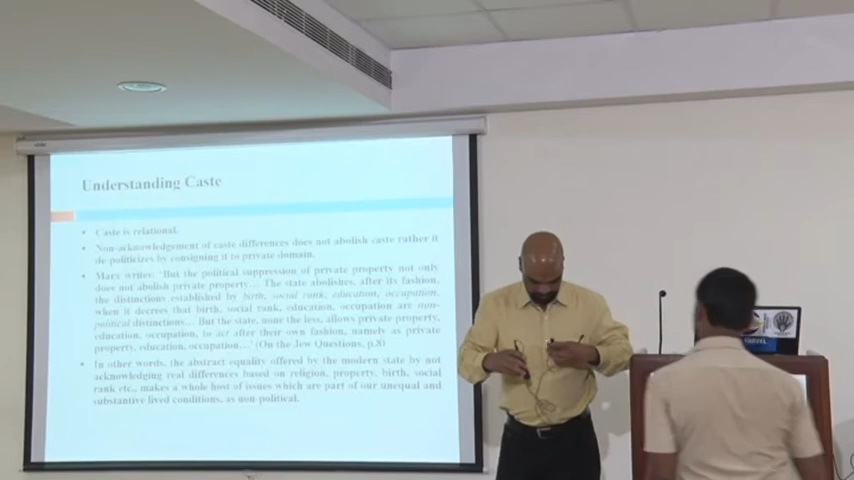 Understanding Caste
• Caste is relational.
• Non-acknowledgement of caste differences does not abolish caste rather it
de-politicizes by consigning it to private domain.
• Marx writes: 'But the political suppression of private property not only
does not abolish private property… The state abolishes, after its fashion,
the distinctions established by birth, social rank, education, occupation,
when it decrees that birth, social rank, education, occupation are non-
political distinctions… But the state, none the less, allows private property,
education, occupation, to act after their own fashion, namely as private
property, education, occupation…' (On the Jew Questions, p.8)
• In other words, the abstract equality offered by the modern state by not
acknowledging real differences based on religion, property, birth, social
rank etc., makes a whole host of issues which are part of our unequal and
substantive lived conditions, as non-political.